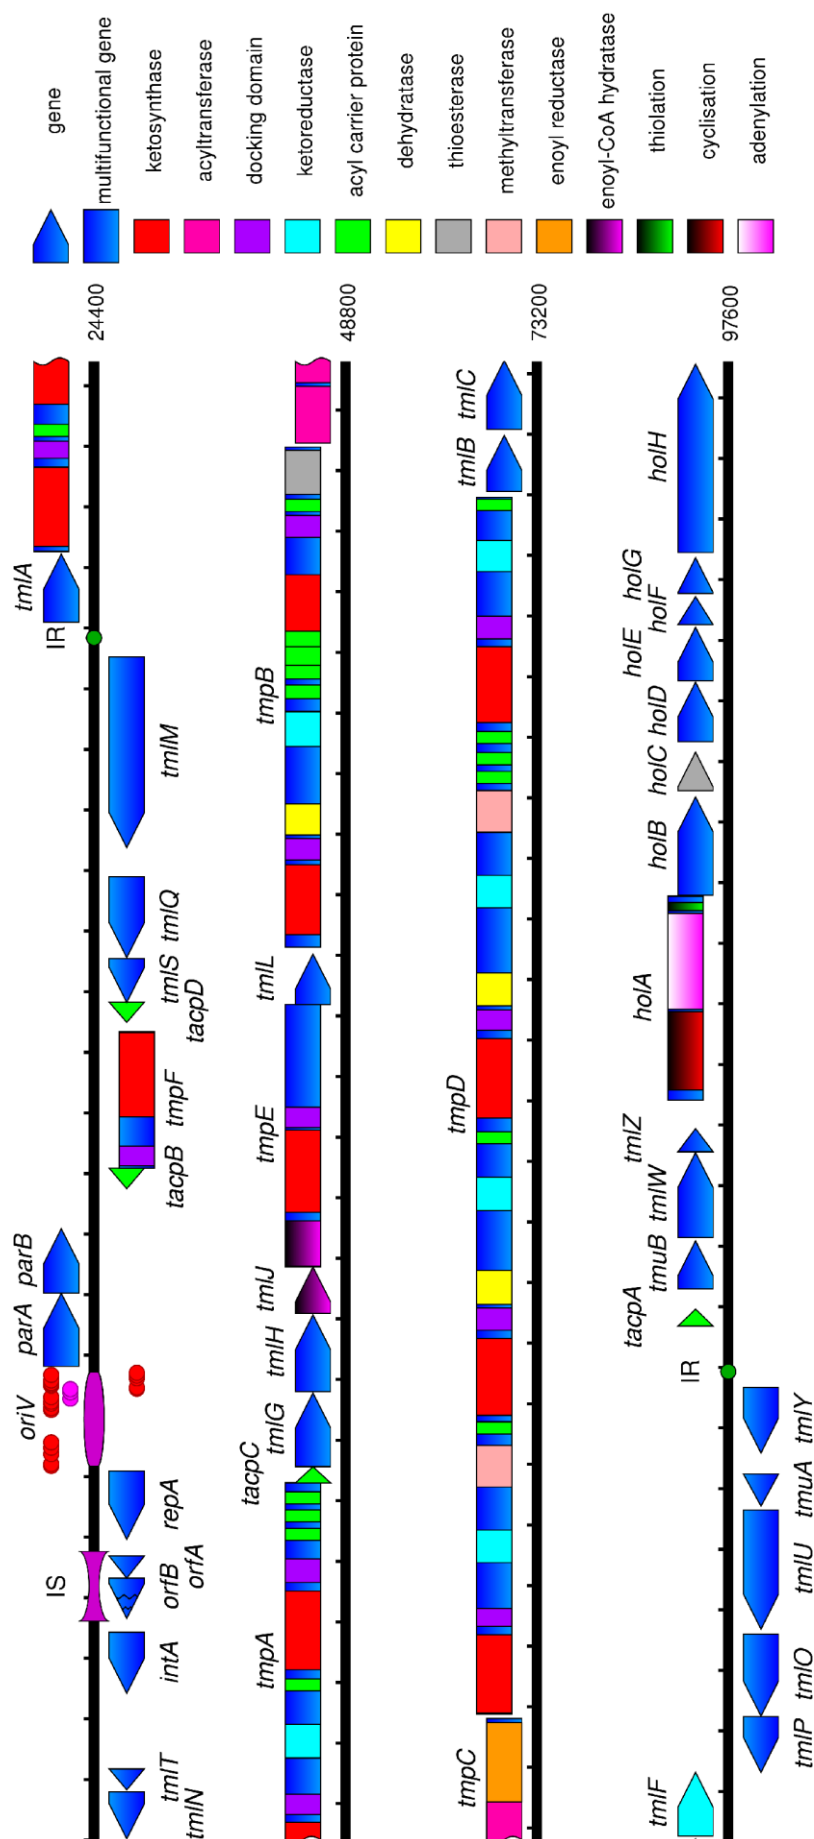 oriV parA parB tmlA
IS IR
24400
tmlT intA orfB repA tacpB tmpF tmlS tmlQ tmlM
tmlN orfA tacpD
tmpA tacpC tmlG tmlH tmlJ tmpE tmlL tmpB
48800
tmpC tmpD tmlB tmlC
73200
tmlF IR tacpA tmuB tmlW tmlZ holA holB holC holD holE holF holG holH
97600
tmlP tmlO tmlU tmuA tmlY
gene
multifunctional gene
ketosynthase
acyltransferase
docking domain
ketoreductase
acyl carrier protein
dehydratase
thioesterase
methyltransferase
enoyl reductase
enoyl-CoA hydratase
thiolation
cyclisation
adenylation